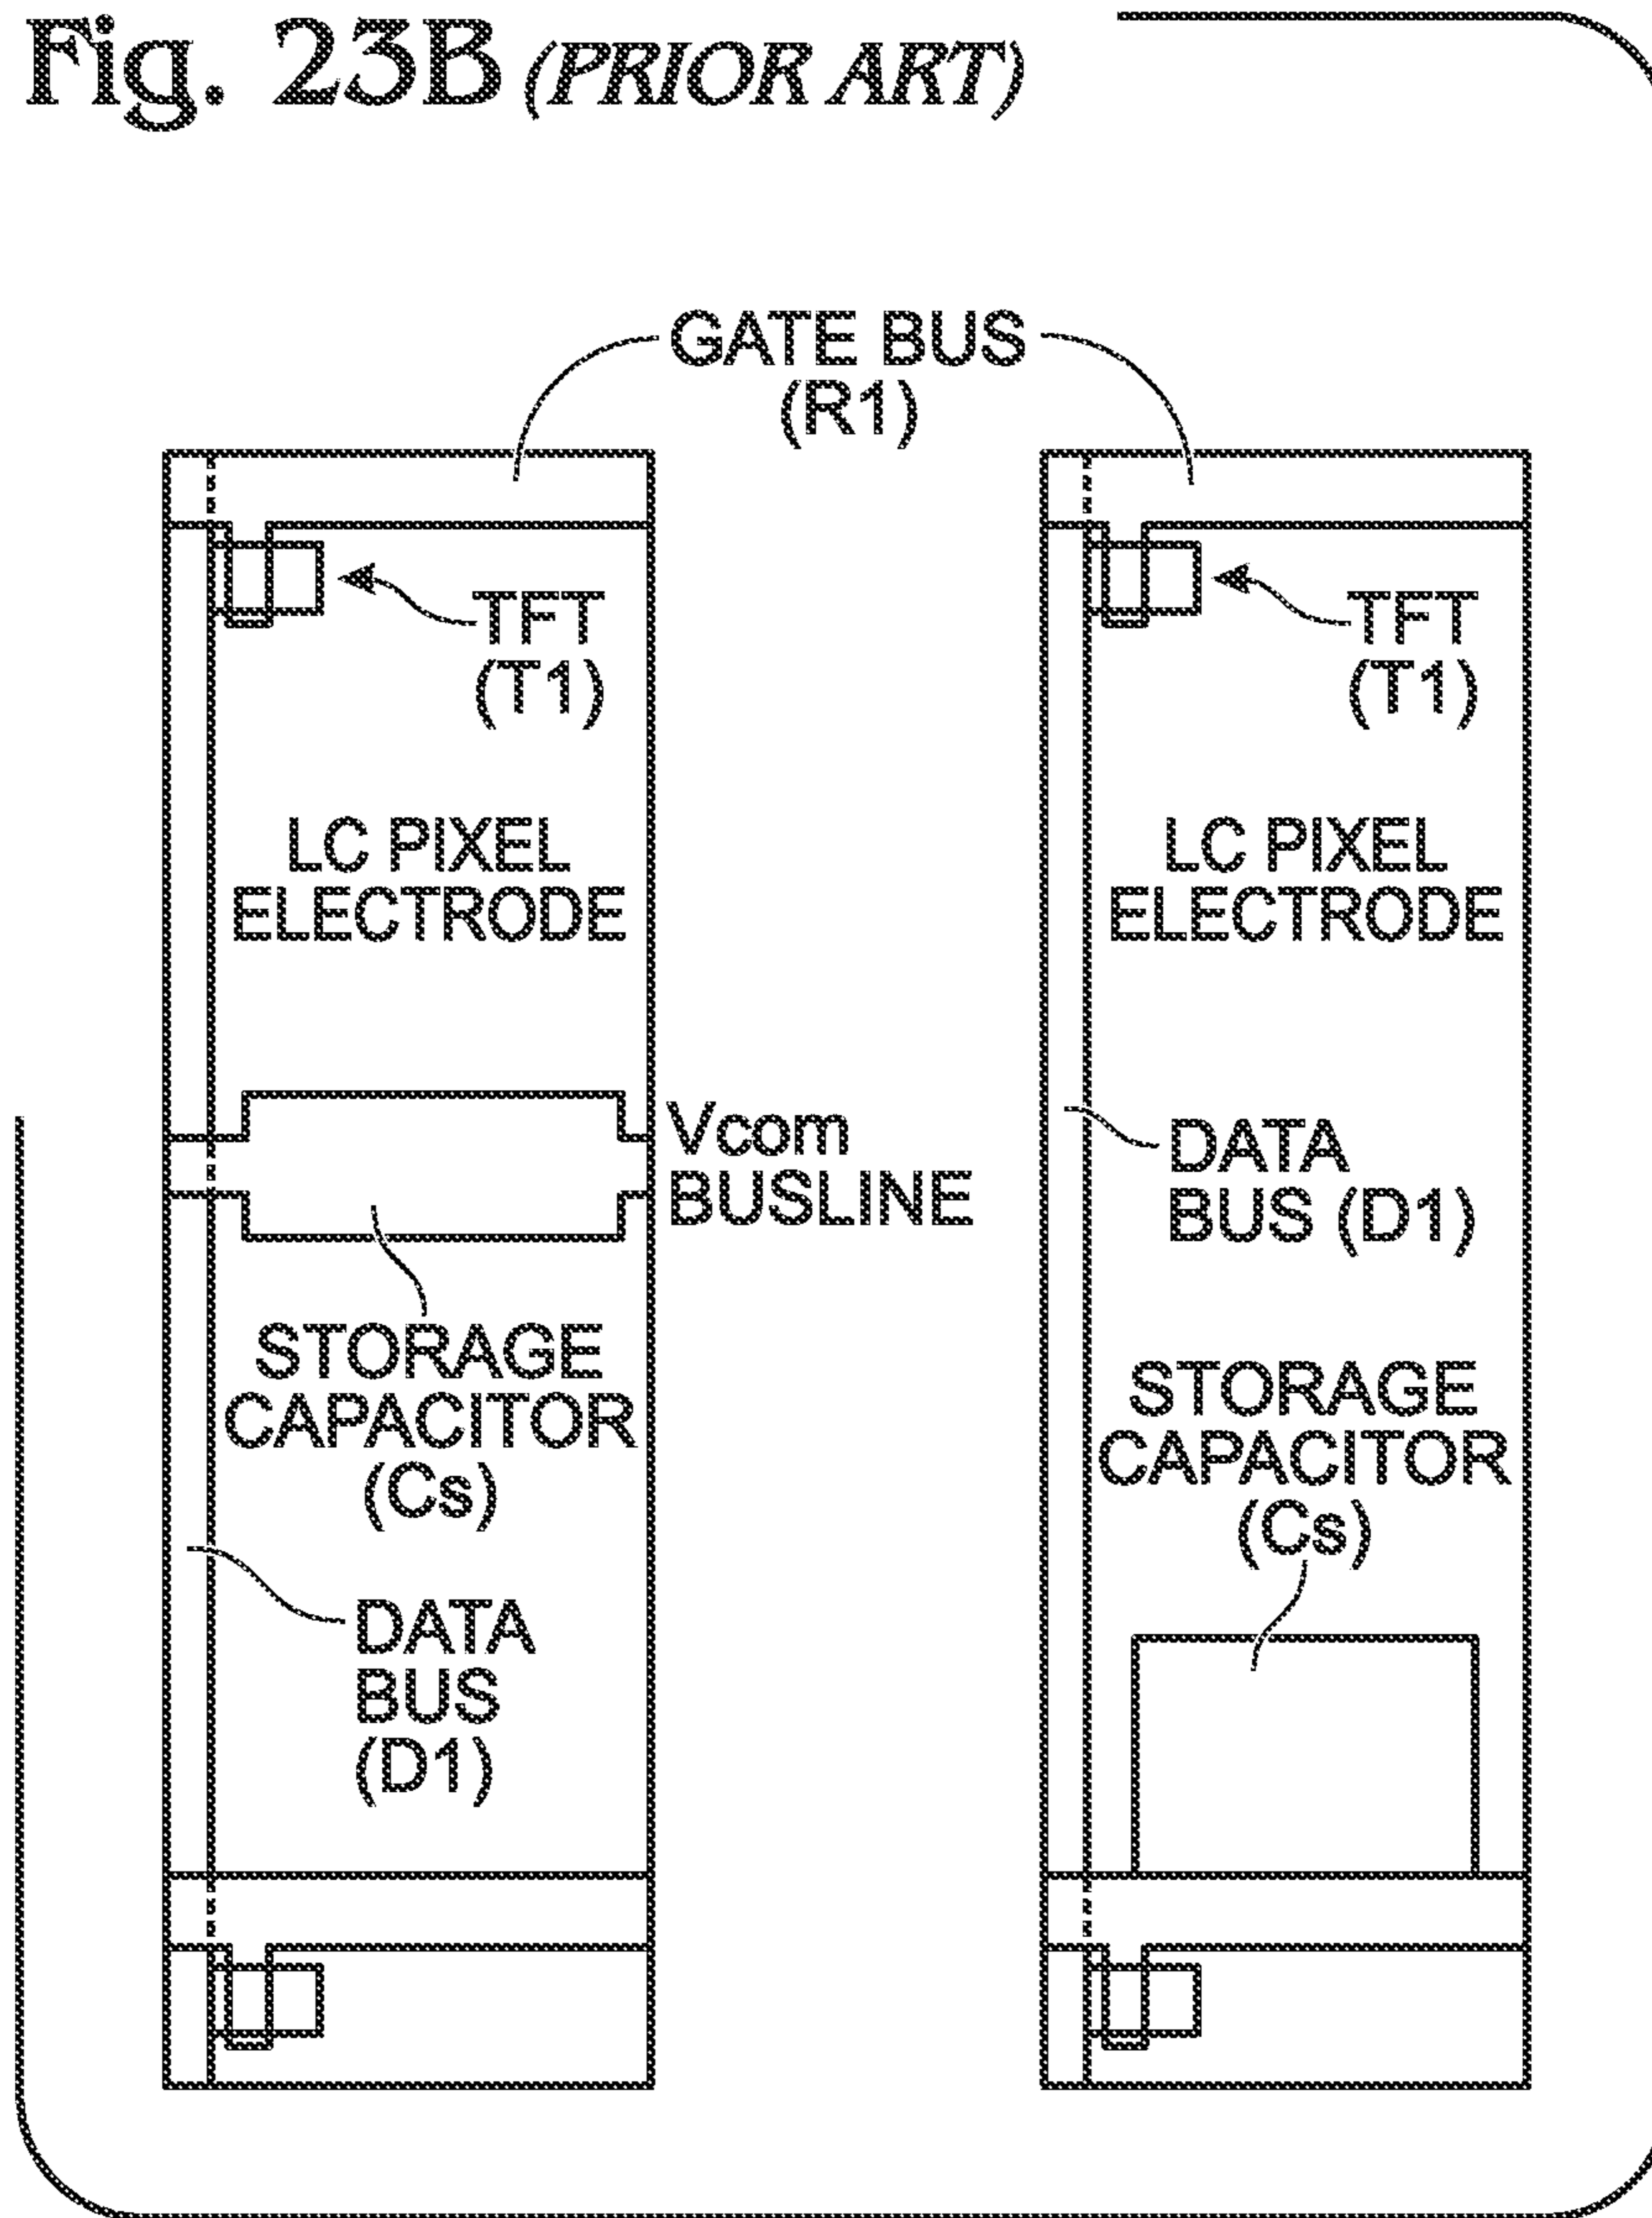 Fig. 23B (PRIOR ART)
GATE BUS
(R1)
TFT
(T1)
LC PIXEL
ELECTRODE
Vcom
BUSLINE
STORAGE
CAPACITOR
(Cs)
DATA
BUS
(D1)
TFT
(T1)
LC PIXEL
ELECTRODE
DATA
BUS (D1)
STORAGE
CAPACITOR
(Cs)